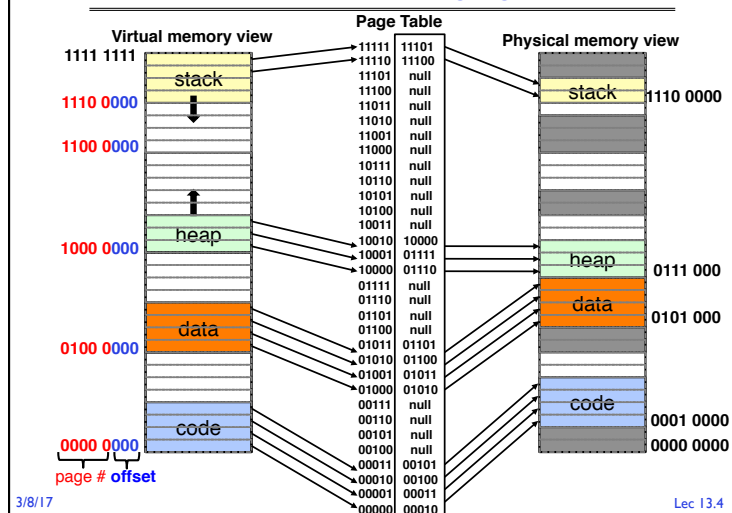 Page Table
Virtual memory view
Physical memory view
1111 1111
stack
1110 0000
1100 0000
heap
1000 0000
data
0100 0000
code
0000 0000
page # offset
11111 11101
11110 11100
11101 null
11100 null
11011 null
11010 null
11001 null
11000 null
10111 null
10110 null
10101 null
10100 null
10011 null
10010 10000
10001 01111
10000 01110
01111 null
01110 null
01101 null
01100 null
01011 01101
01010 01100
01001 01011
01000 01010
00111 null
00110 null
00101 null
00100 null
00011 00101
00010 00100
00001 00011
00000 00010
stack
1110 0000
heap
0111 000
data
0101 000
code
0001 0000
0000 0000
3/8/17
Lec 13.4